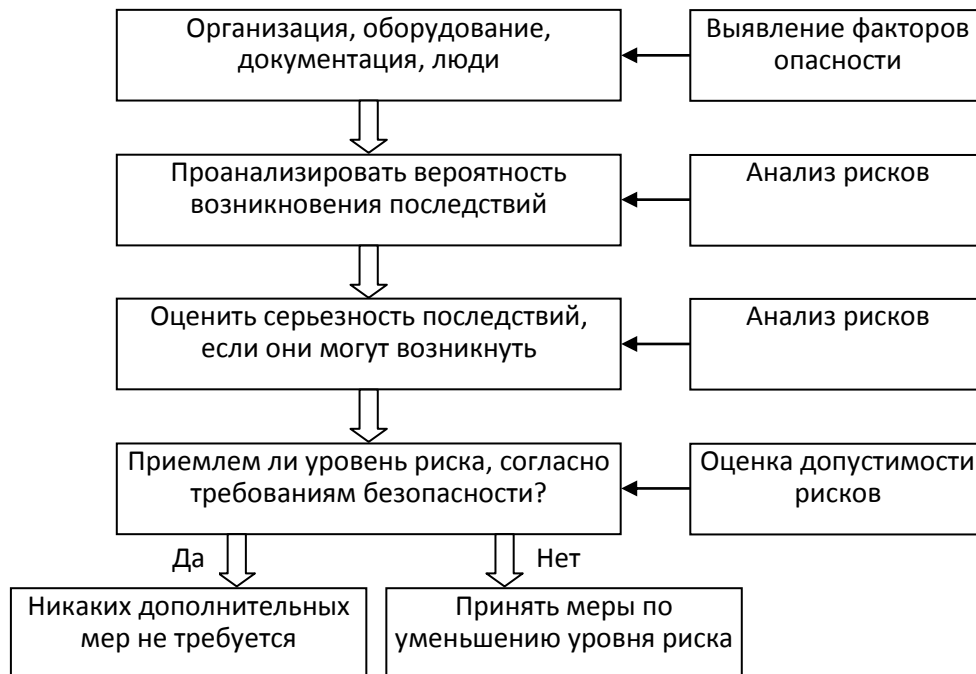 Организация, оборудование,
документация, люди
Выявление факторов
опасности
Проанализировать вероятность
возникновения последствий
Анализ рисков
Оценить серьезность последствий,
если они могут возникнуть
Анализ рисков
Приемлем ли уровень риска, согласно
требованиям безопасности?
Оценка допустимости
рисков
Да
Нет
Никаких дополнительных
мер не требуется
Принять меры по
уменьшению уровня риска